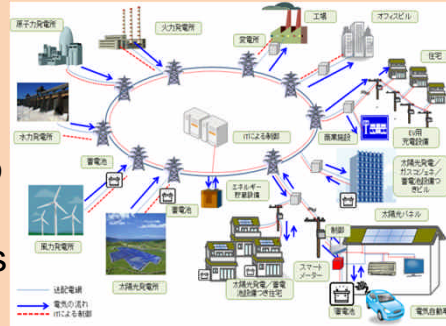 原子力発電所
火力発電所
変電所
工場
オフィスビル
住宅
水力発電所
ITによる制御
商業施設
EV用
充電設備
蓄電池
蓄電池
エネルギー
貯蔵設備
太陽光発電/
ガスコジェネ/
蓄電池設備つ
きビル
風力発電所
太陽光発電所
太陽光発電/蓄電
池設備つき住宅
スマート
メーター
制御
太陽光パネル
蓄電池
電気自動車
送配電網
電気の流れ
ITによる制御